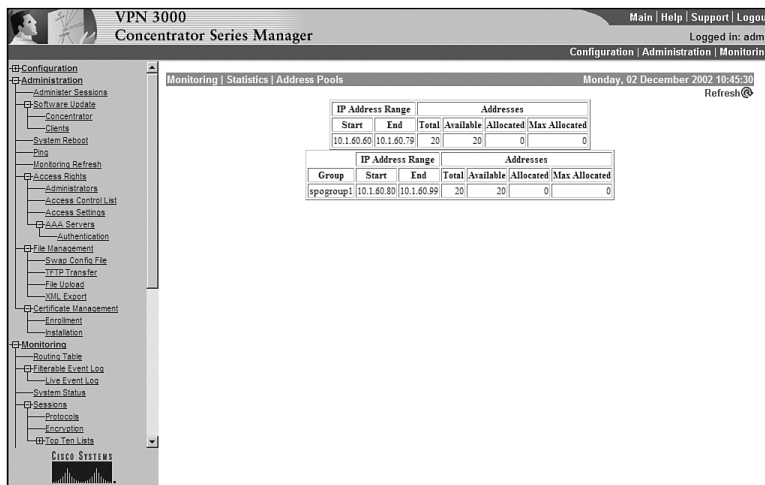 VPN 3000
Concentrator Series Manager
Main | Help | Support | Logou
Logged in: adm
Configuration | Administration | Monitorin
Configuration
Administration
Administer Sessions
Software Update
Concentrator
Clients
System Reboot
Ping
Monitoring Refresh
Access Rights
Administrators
Access Control List
Access Settings
AAA Servers
Authentication
File Management
Swap Config File
TFTP Transfer
File Upload
XML Export
Certificate Management
Enrollment
Installation
Monitoring
Routing Table
Filterable Event Log
Live Event Log
System Status
Sessions
Protocols
Encryption
Top Ten Lists
CISCO SYSTEMS
Monitoring | Statistics | Address Pools Monday, 02 December 2002 10:45:30
Refresh
IP Address Range Addresses
Start End Total Available Allocated Max Allocated
10.1.60.60 10.1.60.79 20 20 0 0
IP Address Range Addresses
Group Start End Total Available Allocated Max Allocated
spogroup1 10.1.60.80 10.1.60.99 20 20 0 0